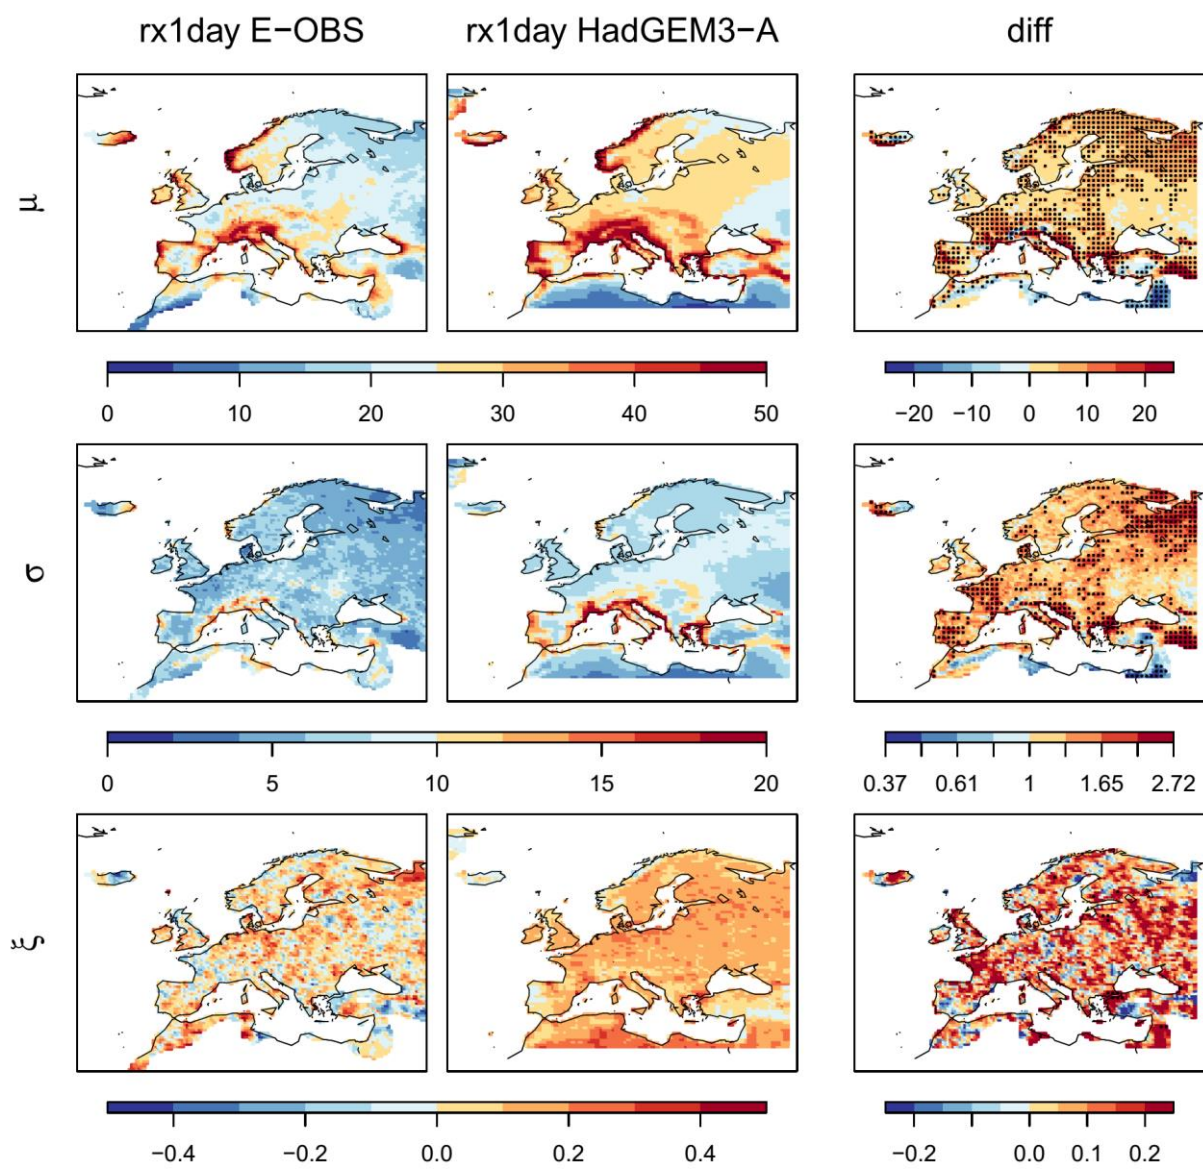 rx1day E−OBS rx1day HadGEM3−A diff
μ
0 10 20 30 40 50 −20 −10 0 10 20
σ
0 5 10 15 20 0.37 0.61 1 1.65 2.72
ξ
−0.4 −0.2 0.0 0.2 0.4 −0.2 0.0 0.1 0.2